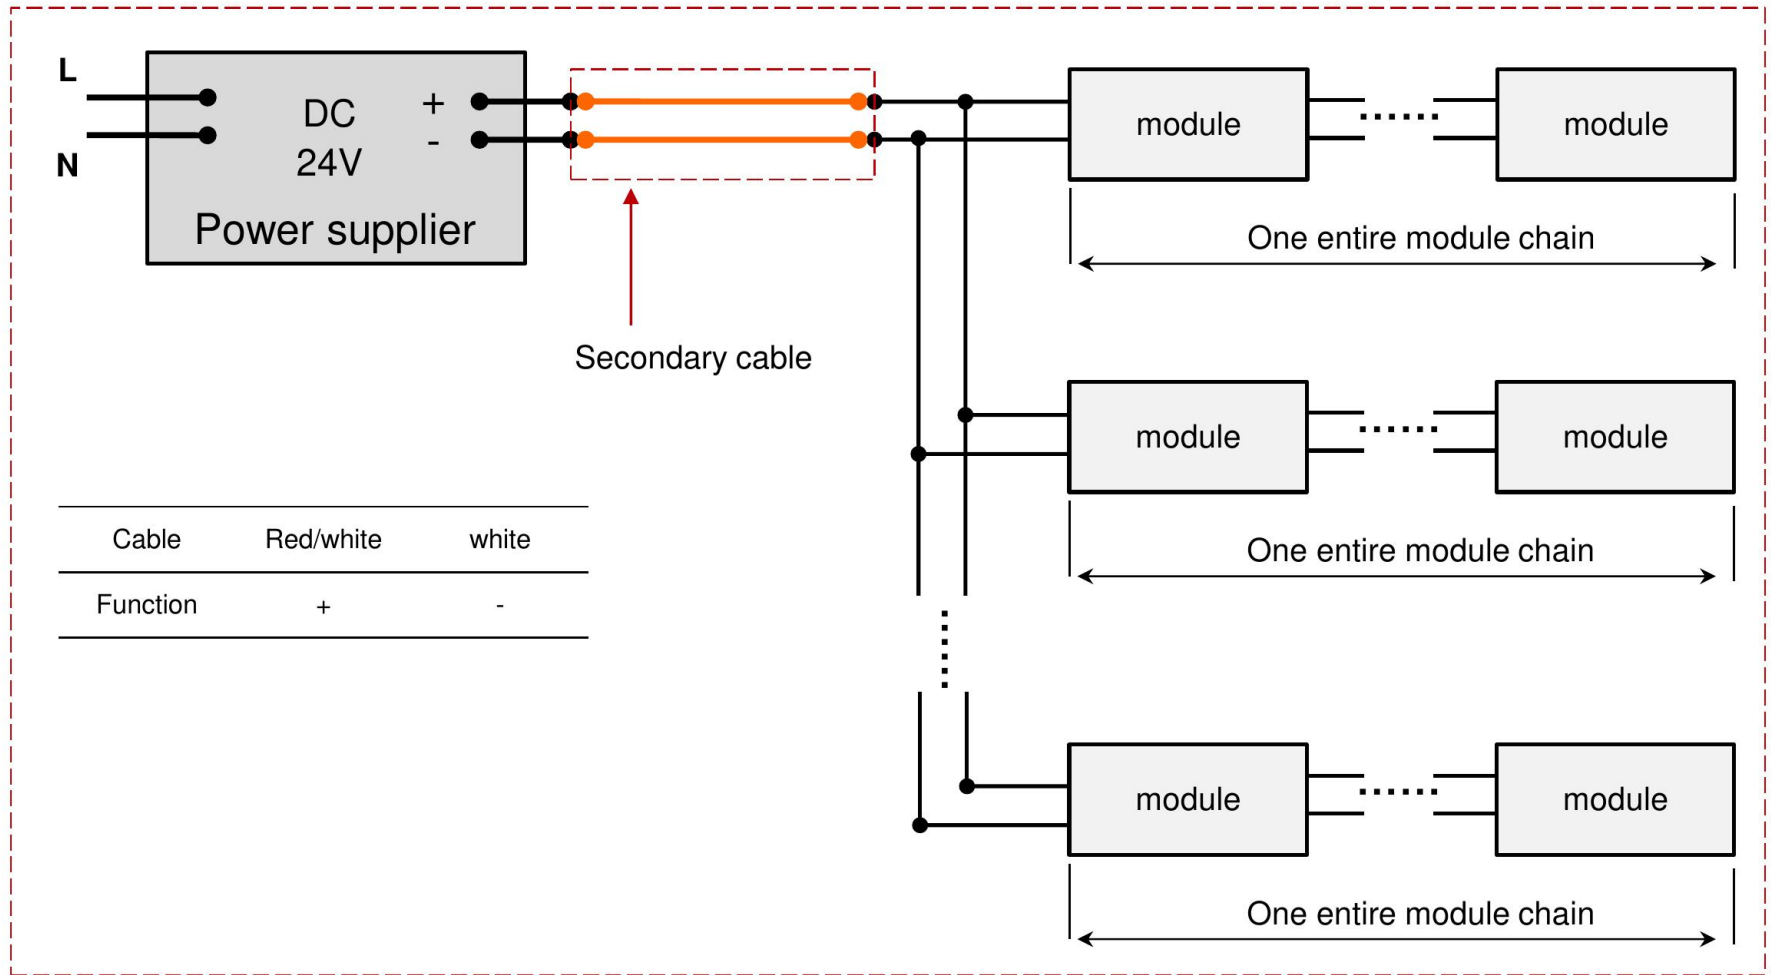 L
N
DC
24V
+
-
Power supplier
Secondary cable
module
module
One entire module chain
module
module
One entire module chain
Cable Red/white white
Function + -
module
module
One entire module chain